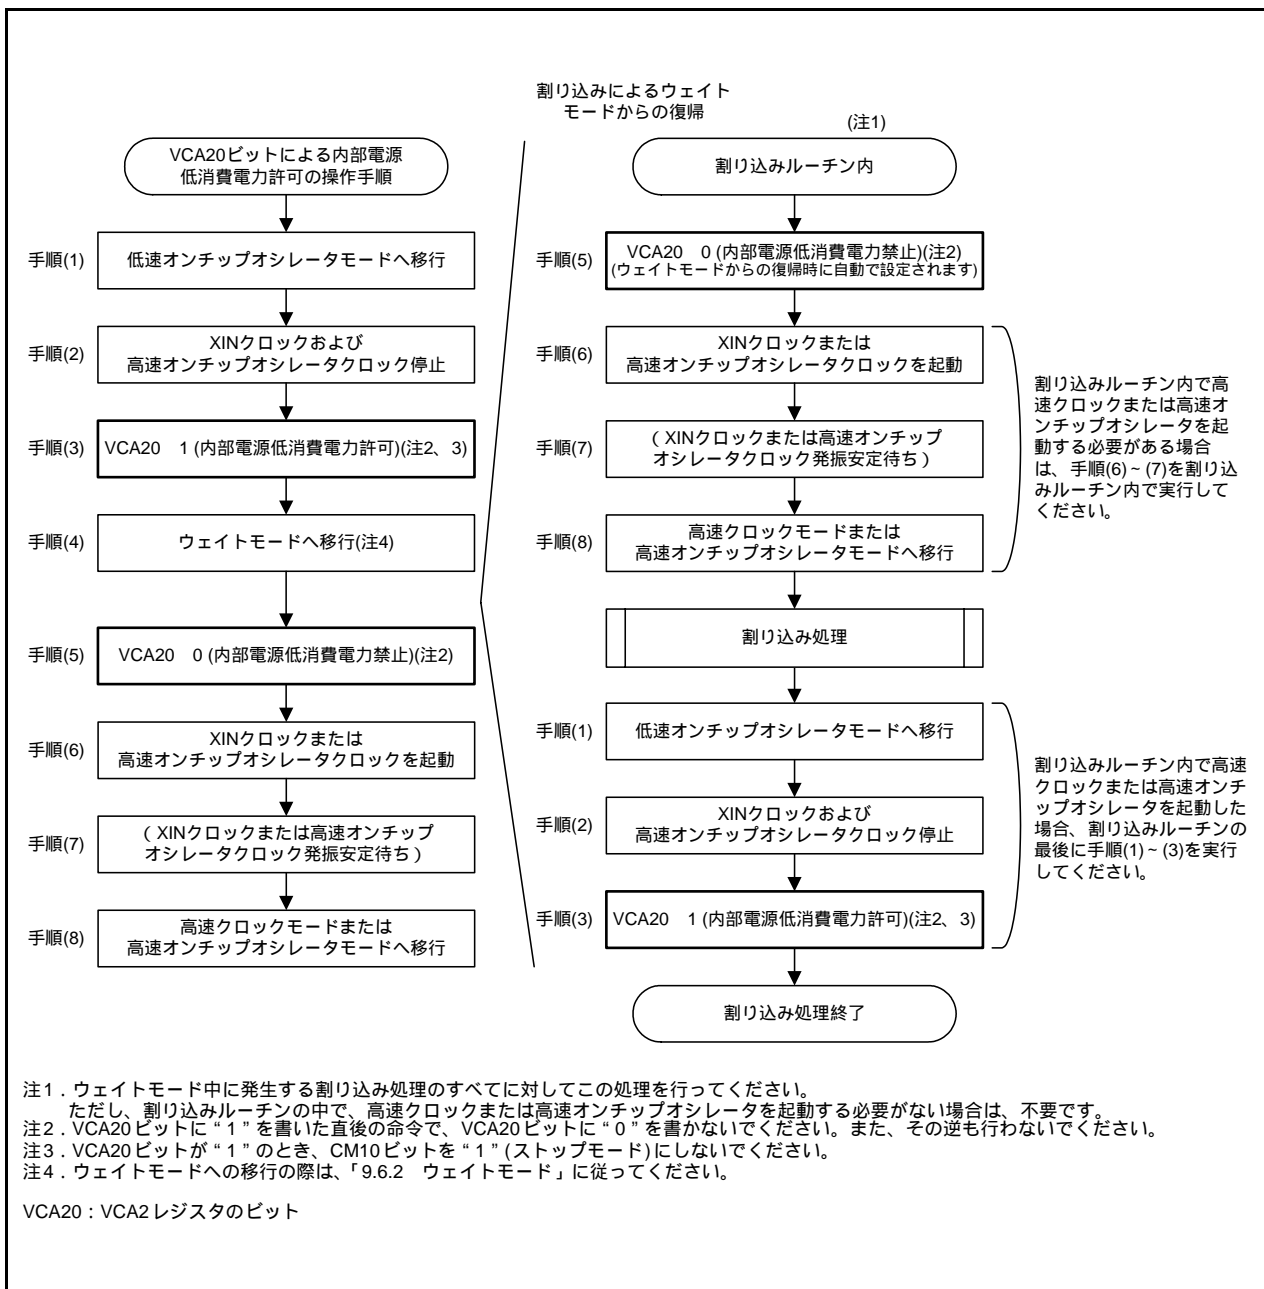 VCA20ビットによる内部電源
低消費電力許可の操作手順
手順(1)
低速オンチップオシレータモードへ移行
手順(2)
XINクロックおよび
高速オンチップオシレータクロック停止
手順(3)
VCA20　1 (内部電源低消費電力許可)(注2、3)
手順(4)
ウェイトモードへ移行(注4)
手順(5)
VCA20　0 (内部電源低消費電力禁止)(注2)
手順(6)
XINクロックまたは
高速オンチップオシレータクロックを起動
手順(7)
（XINクロックまたは高速オンチップ
オシレータクロック発振安定待ち）
手順(8)
高速クロックモードまたは
高速オンチップオシレータモードへ移行
割り込みによるウェイト
モードからの復帰
(注1)
割り込みルーチン内
手順(5)
VCA20　0 (内部電源低消費電力禁止)(注2)
(ウェイトモードからの復帰時に自動で設定されます)
手順(6)
XINクロックまたは
高速オンチップオシレータクロックを起動
手順(7)
（XINクロックまたは高速オンチップ
オシレータクロック発振安定待ち）
手順(8)
高速クロックモードまたは
高速オンチップオシレータモードへ移行
割り込みルーチン内で高
速クロックまたは高速オ
ンチップオシレータを起
動する必要がある場合
は、手順(6)~(7)を割り込
みルーチン内で実行して
ください。
割り込み処理
手順(1)
低速オンチップオシレータモードへ移行
手順(2)
XINクロックおよび
高速オンチップオシレータクロック停止
手順(3)
VCA20　1 (内部電源低消費電力許可)(注2、3)
割り込みルーチン内で高速
クロックまたは高速オンチ
ップオシレータを起動した
場合、割り込みルーチンの
最後に手順(1)~(3)を実行
してください。
割り込み処理終了
注1．ウェイトモード中に発生する割り込み処理のすべてに対してこの処理を行ってください。
ただし、割り込みルーチンの中で、高速クロックまたは高速オンチップオシレータを起動する必要がない場合は、不要です。
注2．VCA20ビットに“1”を書いた直後の命令で、VCA20ビットに“0”を書かないでください。また、その逆も行わないでください。
注3．VCA20ビットが“1”のとき、CM10ビットを“1”(ストップモード)にしないでください。
注4．ウェイトモードへの移行の際は、「9.6.2　ウェイトモード」に従ってください。
VCA20：VCA2レジスタのビット